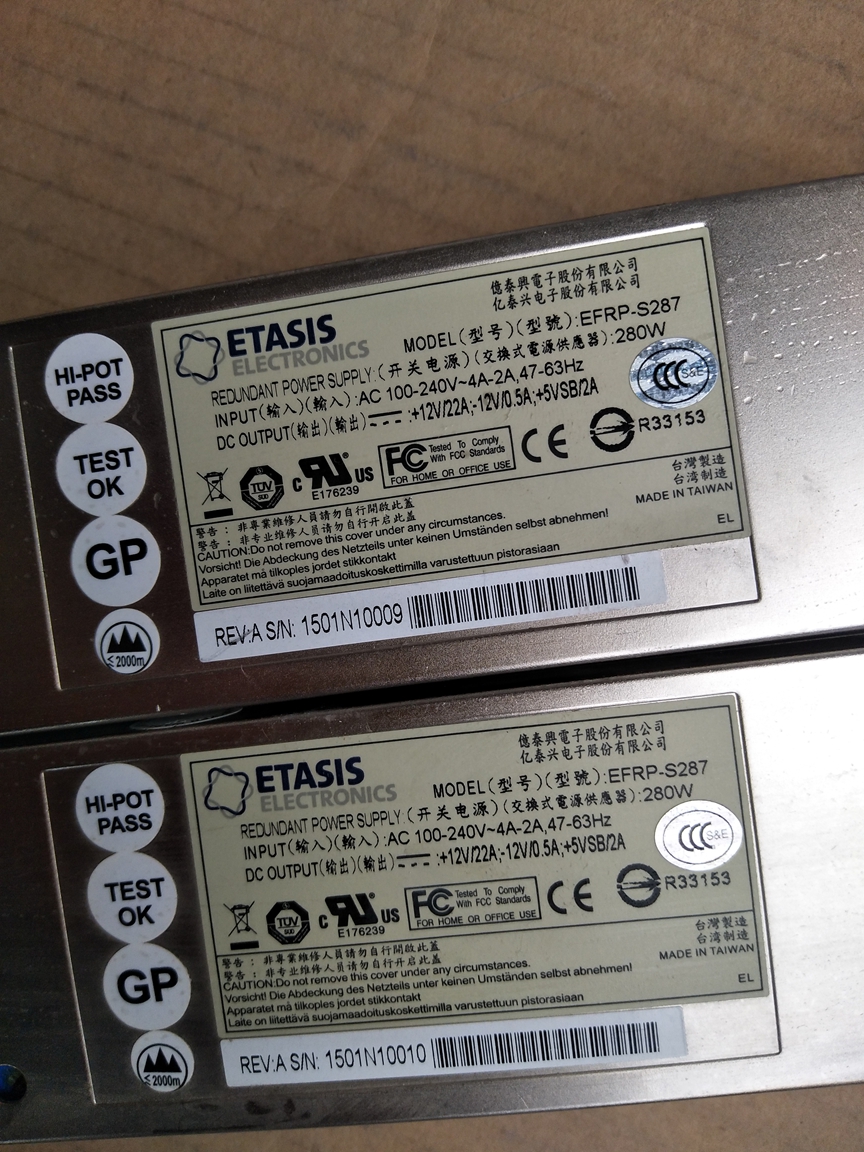 億泰興電子股份有限公司
亿泰兴电子股份有限公司
ETASIS
ELECTRONICS
MODEL(型号)(型號):EFRP-S287
REDUNDANT POWER SUPPLY:(开关电源)(交換式電源供應器):280W
INPUT(输入)(輸入):AC 100-240V~4A-2A,47-63Hz
DC OUTPUT(输出)(輸出) :+12V/22A;-12V/0.5A;+5VSB/2A
CCC S&E
HI-POT
PASS
TEST
OK
GP
≤2000m
TÜV
SÜD
c RU US
E176239
FC Tested To Comply
With FCC Standards
FOR HOME OR OFFICE USE
CE
R33153
台灣製造
台湾制造
MADE IN TAIWAN
EL
警告：非專業維修人員請勿自行開啟此蓋
警告：非专业维修人员请勿自行开启此盖
CAUTION:Do not remove this cover under any circumstances.
Vorsicht! Die Abdeckung des Netzteils unter keinen Umständen selbst abnehmen!
Apparatet må tilkoples jordet stikkontakt
Laite on liitettävä suojamaadoituskoskettimilla varustettuun pistorasiaan
REV:A S/N: 1501N10009
億泰興電子股份有限公司
亿泰兴电子股份有限公司
ETASIS
ELECTRONICS
MODEL(型号)(型號):EFRP-S287
REDUNDANT POWER SUPPLY:(开关电源)(交換式電源供應器):280W
INPUT(输入)(輸入):AC 100-240V~4A-2A,47-63Hz
DC OUTPUT(输出)(輸出) :+12V/22A;-12V/0.5A;+5VSB/2A
CCC S&E
HI-POT
PASS
TEST
OK
GP
≤2000m
TÜV
SÜD
c RU US
E176239
FC Tested To Comply
With FCC Standards
FOR HOME OR OFFICE USE
CE
R33153
台灣製造
台湾制造
MADE IN TAIWAN
EL
警告：非專業維修人員請勿自行開啟此蓋
警告：非专业维修人员请勿自行开启此盖
CAUTION:Do not remove this cover under any circumstances.
Vorsicht! Die Abdeckung des Netzteils unter keinen Umständen selbst abnehmen!
Apparatet må tilkoples jordet stikkontakt
Laite on liitettävä suojamaadoituskoskettimilla varustettuun pistorasiaan
REV:A S/N: 1501N10010